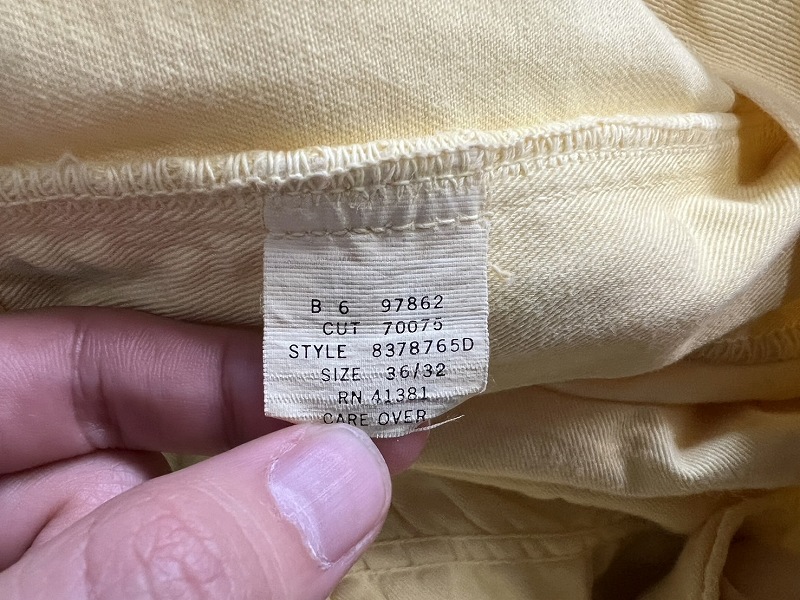 B 6 97862
CUT 70075
STYLE 8378765D
SIZE 36/32
RN 41381
CARE OVER